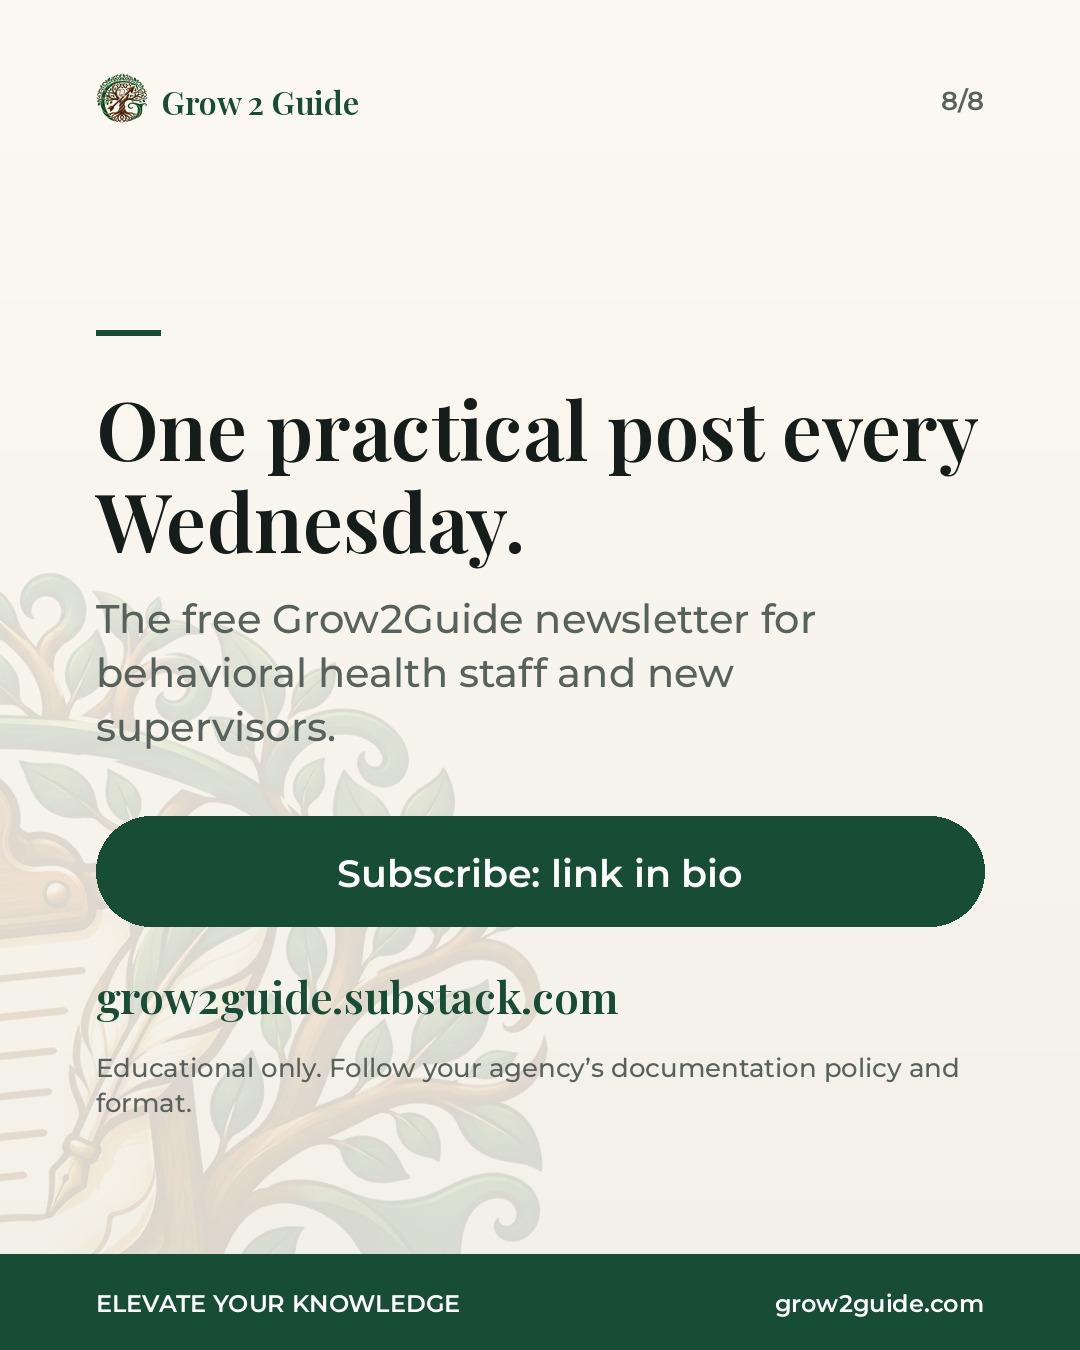 Grow 2 Guide
8/8
One practical post every
Wednesday.
The free Grow2Guide newsletter for
behavioral health staff and new
supervisors.
Subscribe: link in bio
grow2guide.substack.com
Educational only. Follow your agency’s documentation policy and
format.
ELEVATE YOUR KNOWLEDGE
grow2guide.com